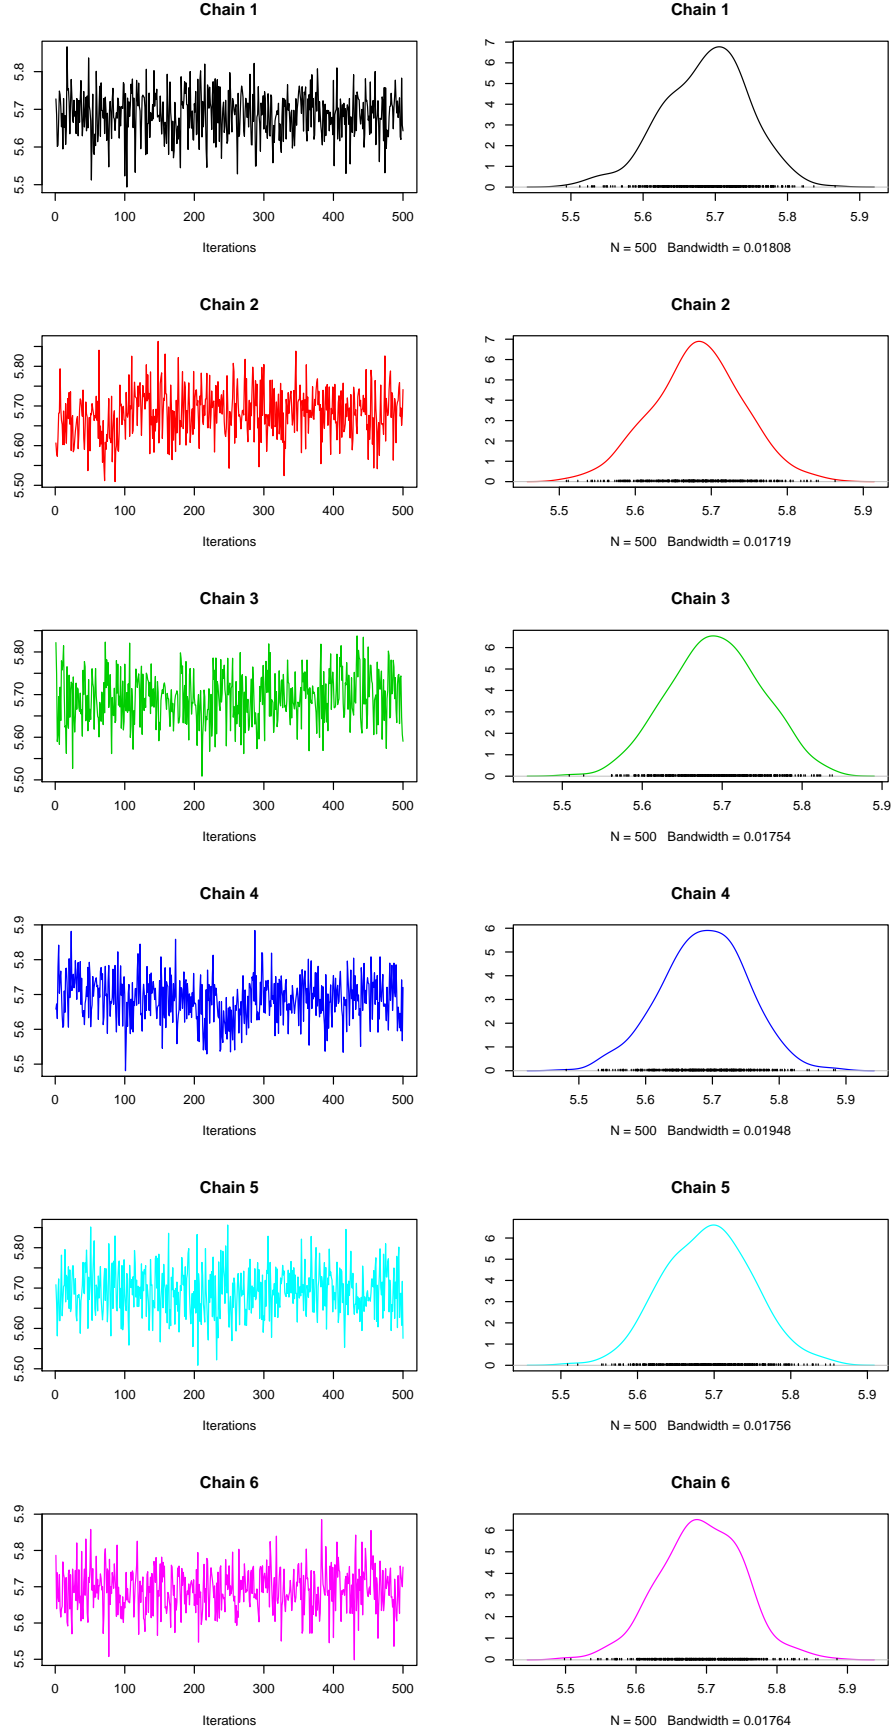 Chain 1
Chain 1
5.5 5.6 5.7 5.8
0 100 200 300 400 500
Iterations
0 1 2 3 4 5 6 7
5.5 5.6 5.7 5.8 5.9
N = 500 Bandwidth = 0.01808
Chain 2
Chain 2
5.50 5.60 5.70 5.80
0 100 200 300 400 500
Iterations
0 1 2 3 4 5 6 7
5.5 5.6 5.7 5.8 5.9
N = 500 Bandwidth = 0.01719
Chain 3
Chain 3
5.50 5.60 5.70 5.80
0 100 200 300 400 500
Iterations
0 1 2 3 4 5 6
5.5 5.6 5.7 5.8 5.9
N = 500 Bandwidth = 0.01754
Chain 4
Chain 4
5.5 5.6 5.7 5.8 5.9
0 100 200 300 400 500
Iterations
0 1 2 3 4 5 6
5.5 5.6 5.7 5.8 5.9
N = 500 Bandwidth = 0.01948
Chain 5
Chain 5
5.50 5.60 5.70 5.80
0 100 200 300 400 500
Iterations
0 1 2 3 4 5 6
5.5 5.6 5.7 5.8 5.9
N = 500 Bandwidth = 0.01756
Chain 6
Chain 6
5.5 5.6 5.7 5.8 5.9
0 100 200 300 400 500
Iterations
0 1 2 3 4 5 6
5.5 5.6 5.7 5.8 5.9
N = 500 Bandwidth = 0.01764